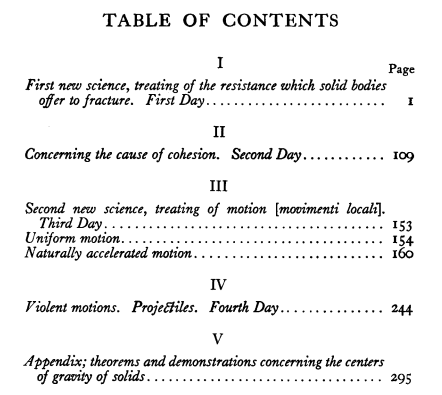 TABLE OF CONTENTS
I
Page
First new science, treating of the resistance which solid bodies
offer to fracture. First Day.......................... 1
II
Concerning the cause of cohesion. Second Day............ 109
III
Second new science, treating of motion [movimenti locali].
Third Day........................................ 153
Uniform motion...................................... 154
Naturally accelerated motion............................ 160
IV
Violent motions. Projectiles. Fourth Day............... 244
V
Appendix; theorems and demonstrations concerning the centers
of gravity of solids.................................. 295